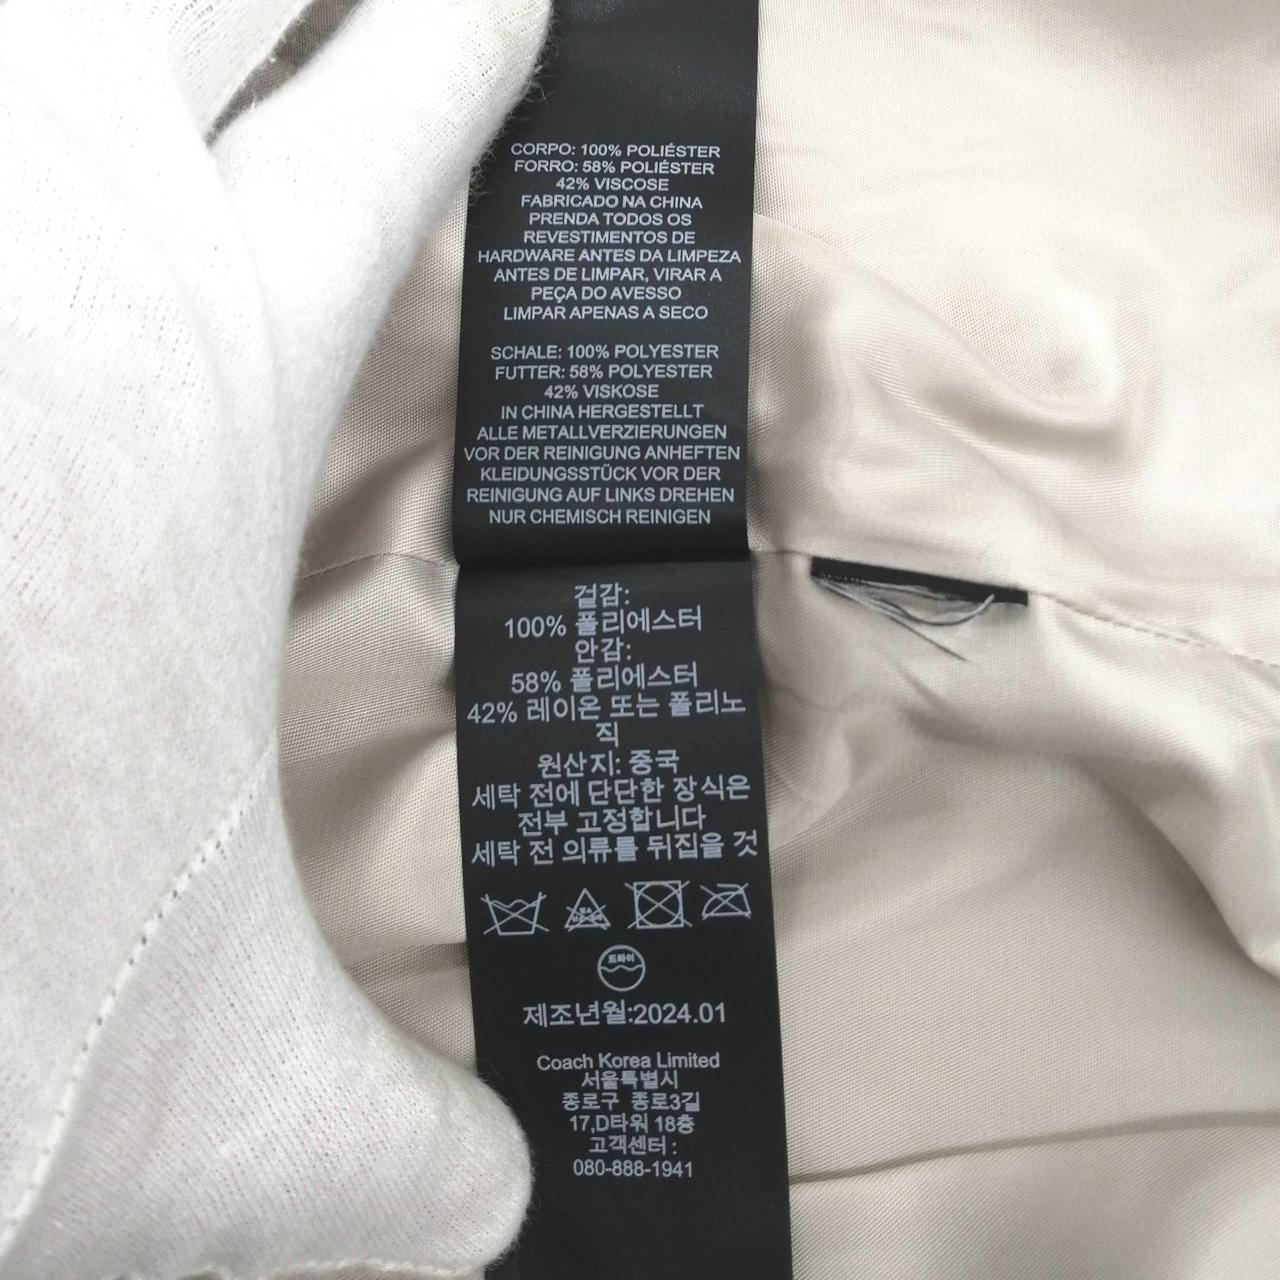 CORPO: 100% POLIÉSTER
FORRO: 58% POLIÉSTER
42% VISCOSE
FABRICADO NA CHINA
PRENDA TODOS OS
REVESTIMENTOS DE
HARDWARE ANTES DA LIMPEZA
ANTES DE LIMPAR, VIRAR A
PEÇA DO AVESSO
LIMPAR APENAS A SECO
SCHALE: 100% POLYESTER
FUTTER: 58% POLYESTER
42% VISKOSE
IN CHINA HERGESTELLT
ALLE METALLVERZIERUNGEN
VOR DER REINIGUNG ANHEFTEN
KLEIDUNGSSTÜCK VOR DER
REINIGUNG AUF LINKS DREHEN
NUR CHEMISCH REINIGEN
겉감:
100% 폴리에스터
안감:
58% 폴리에스터
42% 레이온 또는 폴리노
직
원산지: 중국
세탁 전에 단단한 장식은
전부 고정합니다
세탁 전 의류를 뒤집을 것
드라이
제조년월:2024.01
Coach Korea Limited
서울특별시
종로구 종로3길
17,D타워 18층
고객센터 :
080-888-1941